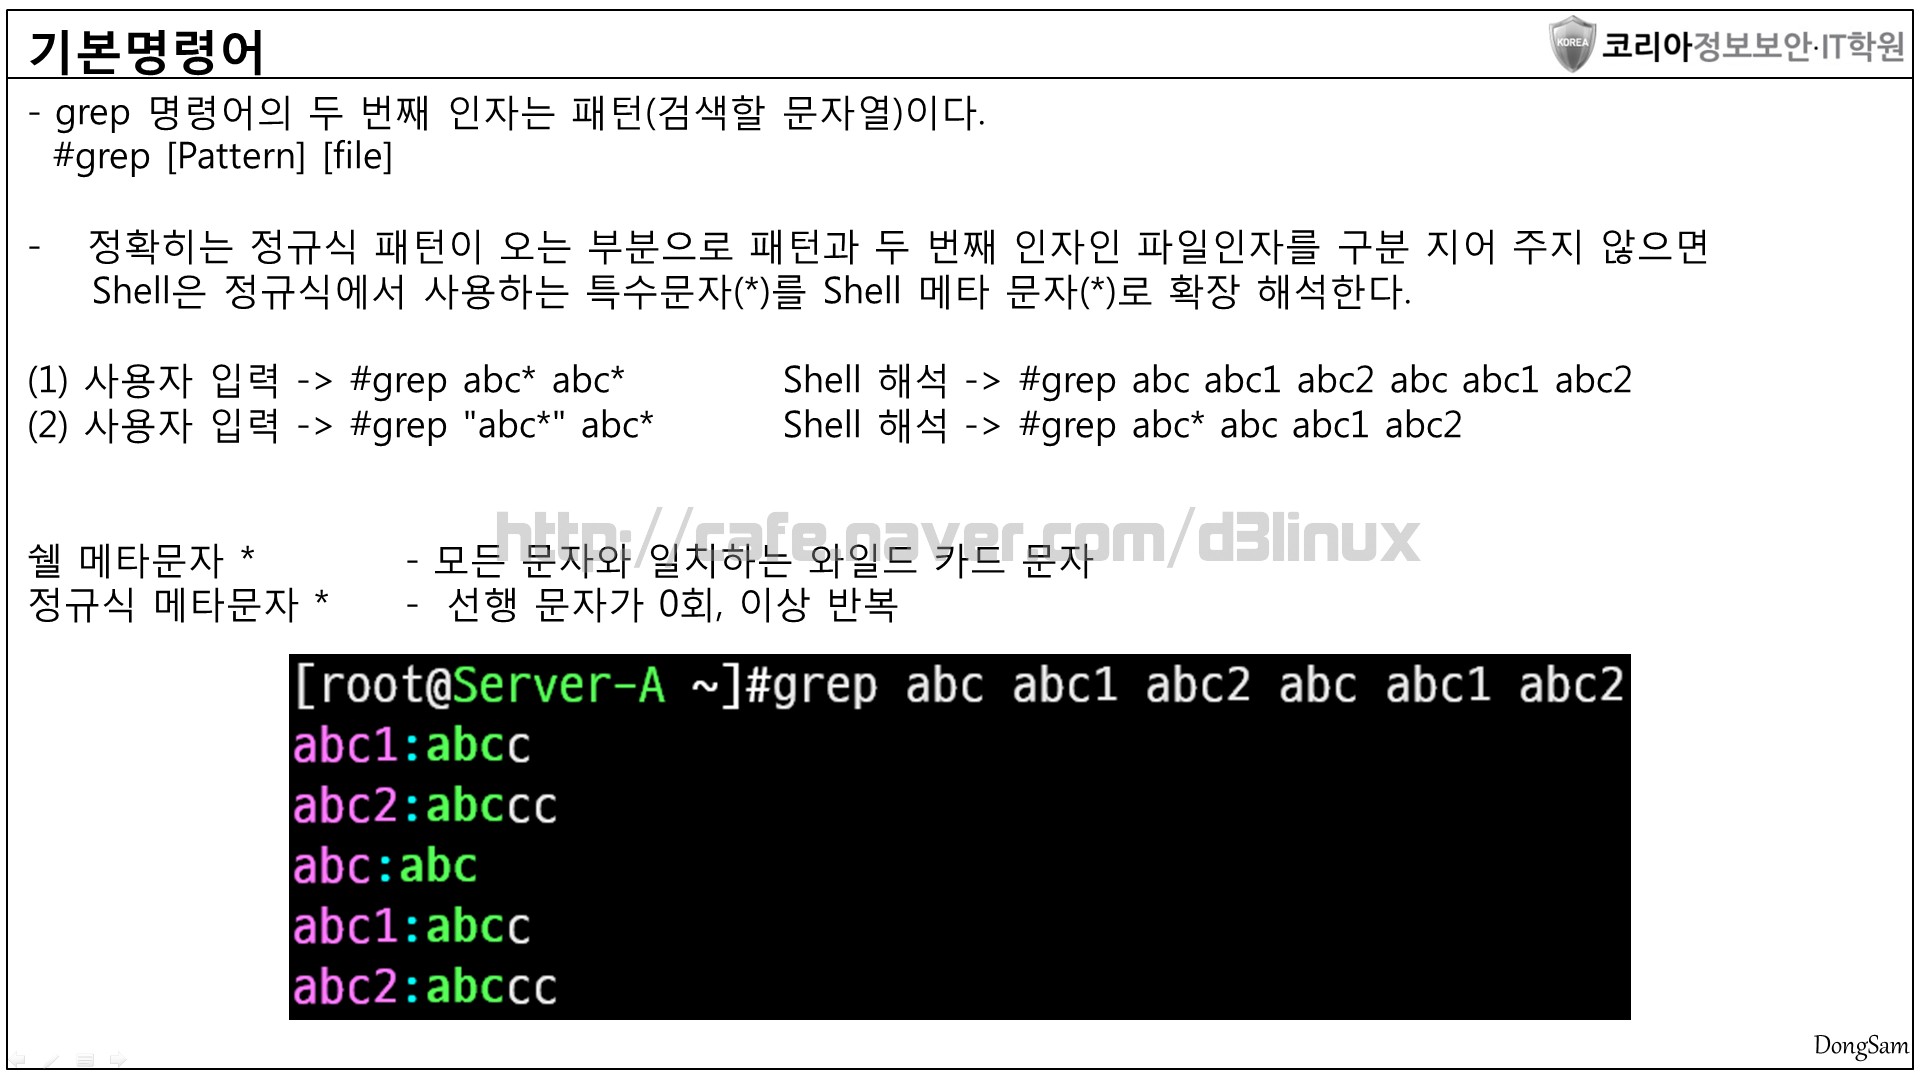 기본명령어
KOREA 코리아정보보안·IT학원
- grep 명령어의 두 번째 인자는 패턴(검색할 문자열)이다.
#grep [Pattern] [file]
- 정확히는 정규식 패턴이 오는 부분으로 패턴과 두 번째 인자인 파일인자를 구분 지어 주지 않으면
Shell은 정규식에서 사용하는 특수문자(*)를 Shell 메타 문자(*)로 확장 해석한다.
(1) 사용자 입력 -> #grep abc* abc* Shell 해석 -> #grep abc abc1 abc2 abc abc1 abc2
(2) 사용자 입력 -> #grep "abc*" abc* Shell 해석 -> #grep abc* abc abc1 abc2
http://cafe.naver.com/d3linux
쉘 메타문자 * - 모든 문자와 일치하는 와일드 카드 문자
정규식 메타문자 * - 선행 문자가 0회, 이상 반복
[root@Server-A ~]#grep abc abc1 abc2 abc abc1 abc2
abc1:abcc
abc2:abccc
abc:abc
abc1:abcc
abc2:abccc
DongSam